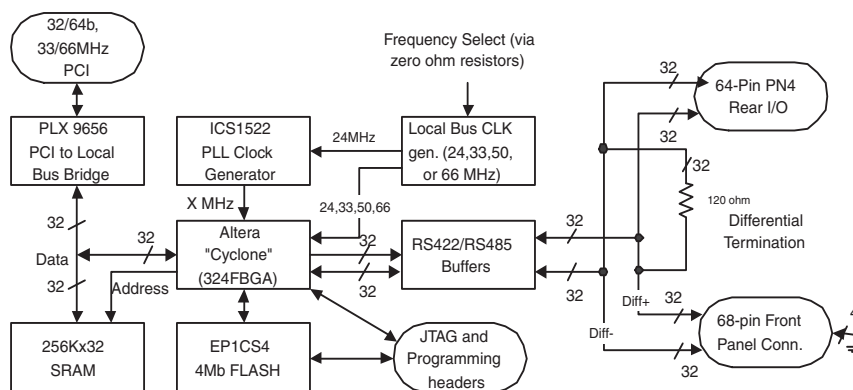 32/64b,
33/66MHz
PCI
Frequency Select (via
zero ohm resistors)
32
64-Pin PN4
Rear I/O
32
PLX 9656
PCI to Local
Bus Bridge
ICS1522
PLL Clock
Generator
24MHz
Local Bus CLK
gen. (24,33,50,
or 66 MHz)
32
120 ohm
Differential
Termination
X MHz
24,33,50,66
32
Data
32
32
Address
Altera
"Cyclone"
(324FBGA)
32
32
RS422/RS485
Buffers
32
32
Diff+
Diff-
32
68-pin Front
Panel Conn.
32
4
256Kx32
SRAM
EP1CS4
4Mb FLASH
JTAG and
Programming
headers